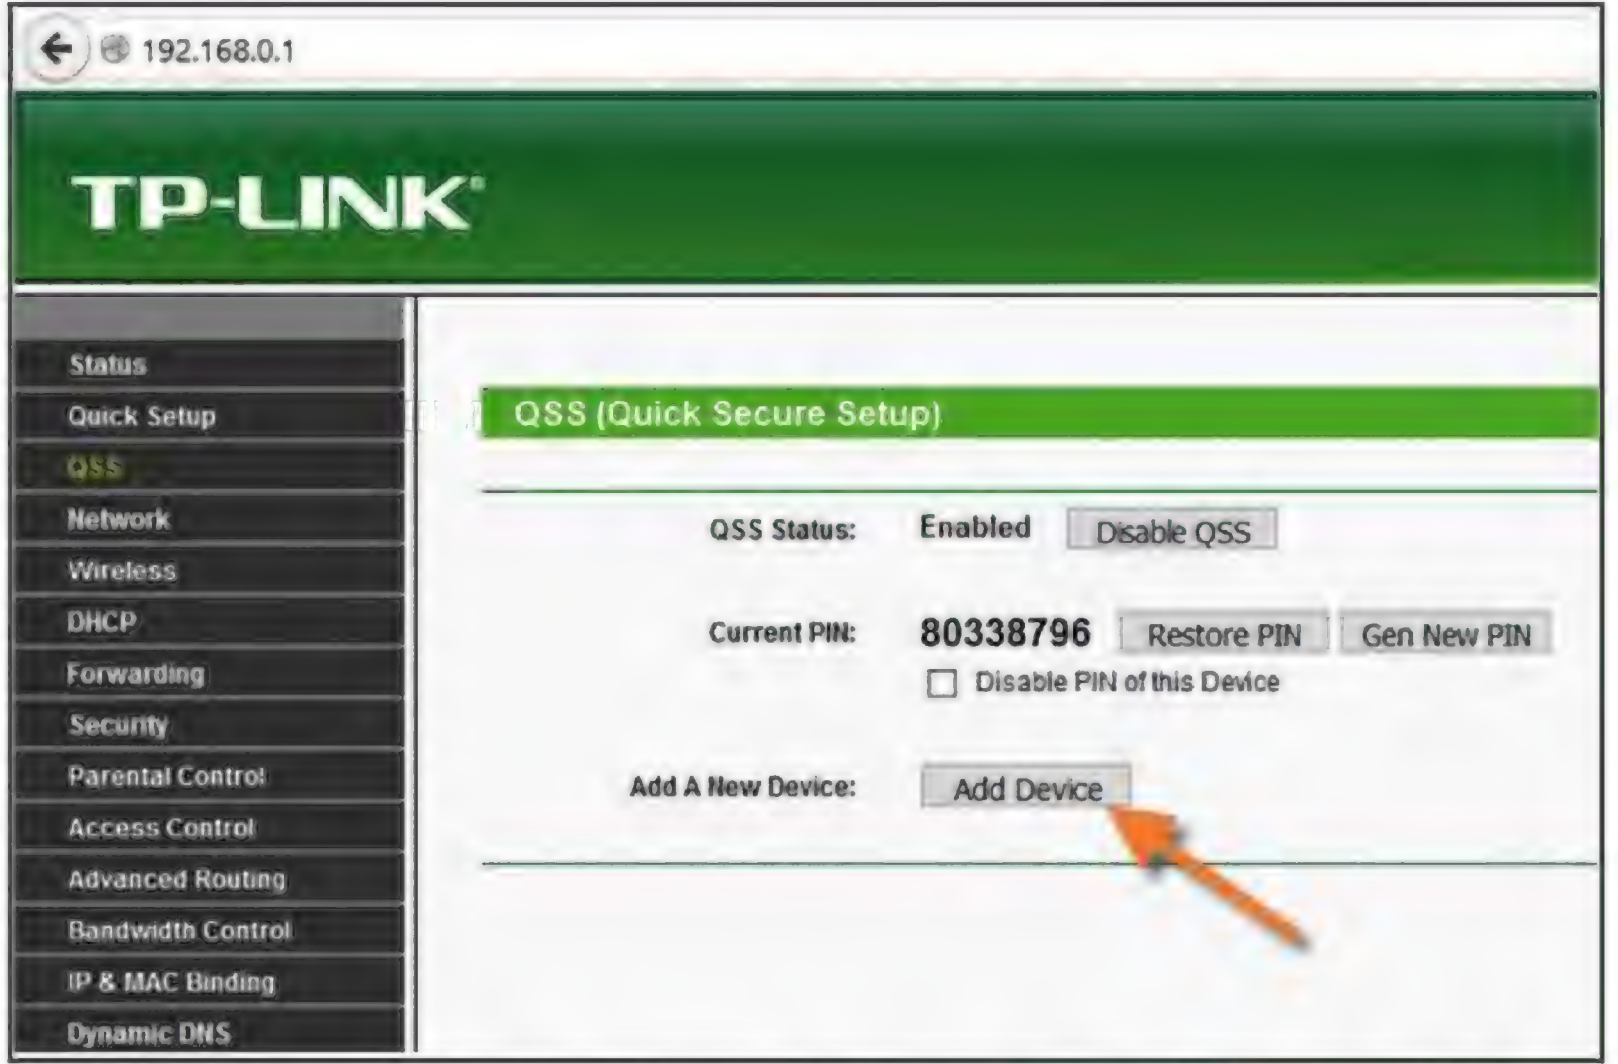 192.168.0.1
TP-LINK®
Status
Quick Setup
QSS
Network
Wireless
DHCP
Forwarding
Security
Parental Control
Access Control
Advanced Routing
Bandwidth Control
IP & MAC Binding
Dynamic DNS
QSS (Quick Secure Setup)
QSS Status: Enabled Disable QSS
Current PIN: 80338796 Restore PIN Gen New PIN
Disable PIN of this Device
Add A New Device: Add Device